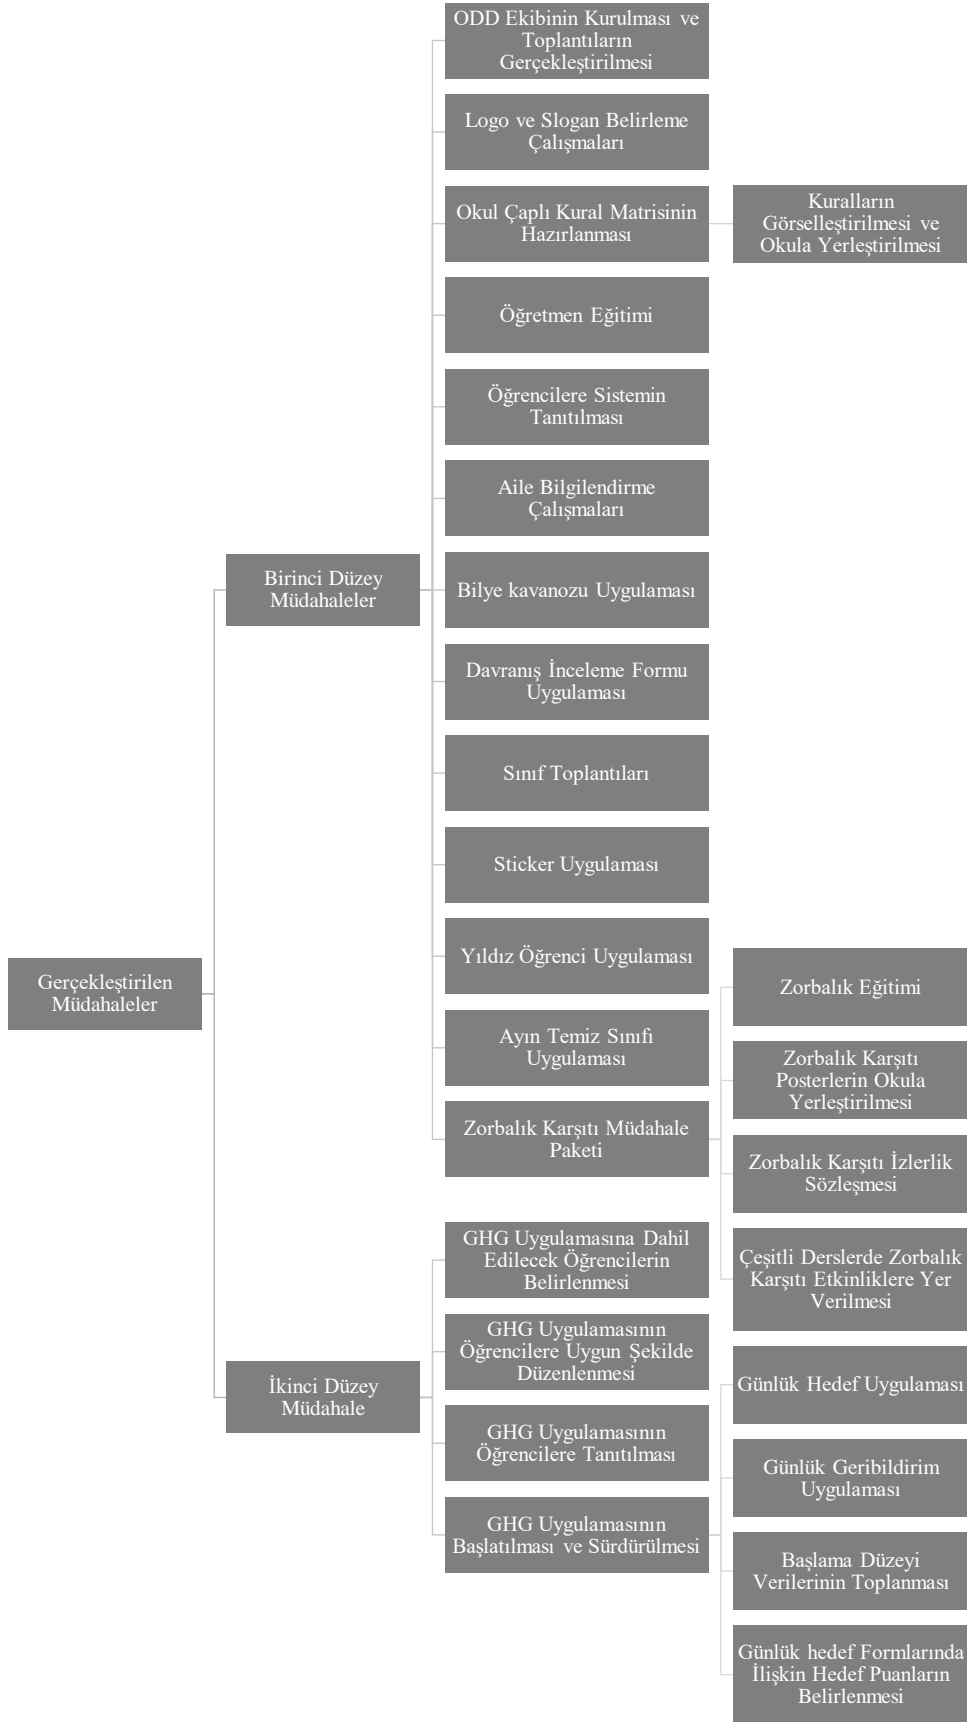 Gerçekleştirilen
Müdahaleler
Birinci Düzey
Müdahaleler
ODD Ekibinin Kurulması ve
Toplantıların
Gerçekleştirilmesi
Logo ve Slogan Belirleme
Çalışmaları
Okul Çaplı Kural Matrisinin
Hazırlanması
Kuralların
Görselleştirilmesi ve
Okula Yerleştirilmesi
Öğretmen Eğitimi
Öğrencilere Sistemin
Tanıtılması
Aile Bilgilendirme
Çalışmaları
Bilye kavanozu Uygulaması
Davranış İnceleme Formu
Uygulaması
Sınıf Toplantıları
Sticker Uygulaması
Yıldız Öğrenci Uygulaması
Ayın Temiz Sınıfı
Uygulaması
Zorbalık Karşıtı Müdahale
Paketi
Zorbalık Eğitimi
Zorbalık Karşıtı
Posterlerin Okula
Yerleştirilmesi
Zorbalık Karşıtı İzlerlik
Sözleşmesi
Çeşitli Derslerde Zorbalık
Karşıtı Etkinliklere Yer
Verilmesi
İkinci Düzey
Müdahale
GHG Uygulamasına Dahil
Edilecek Öğrencilerin
Belirlenmesi
GHG Uygulamasının
Öğrencilere Uygun Şekilde
Düzenlenmesi
GHG Uygulamasının
Öğrencilere Tanıtılması
GHG Uygulamasının
Başlatılması ve Sürdürülmesi
Günlük Hedef Uygulaması
Günlük Geribildirim
Uygulaması
Başlama Düzeyi
Verilerinin Toplanması
Günlük hedef Formlarında
İlişkin Hedef Puanların
Belirlenmesi